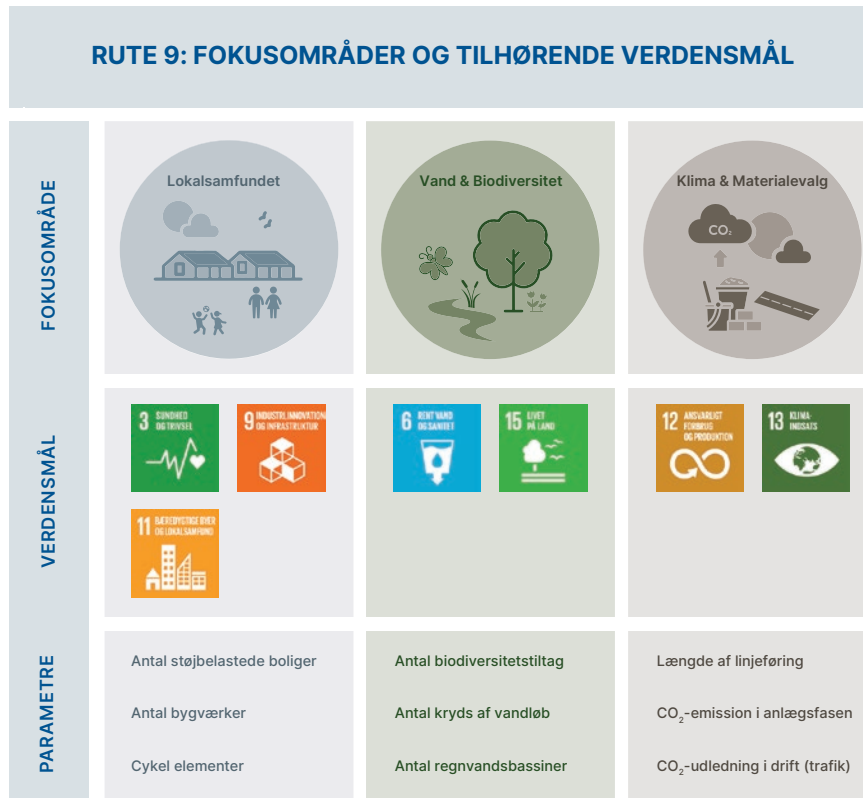 RUTE 9: FOKUSOMRÅDER OG TILHØRENDE VERDENSMÅL
FOKUSOMRÅDE
Lokalsamfundet
Vand & Biodiversitet
Klima & Materialevalg
CO₂
VERDENSMÅL
3 SUNDHED
OG TRIVSEL
9 INDUSTRI, INNOVATION
OG INFRASTRUKTUR
11 BÆREDYGTIGE BYER
OG LOKALSAMFUND
6 RENT VAND
OG SANITET
15 LIVET
PÅ LAND
12 ANSVARLIGT
FORBRUG
OG PRODUKTION
13 KLIMA-
INDSATS
PARAMETRE
Antal støjbelastede boliger
Antal bygværker
Cykel elementer
Antal biodiversitetstiltag
Antal kryds af vandløb
Antal regnvandsbassiner
Længde af linjeføring
CO₂-emission i anlægsfasen
CO₂-udledning i drift (trafik)